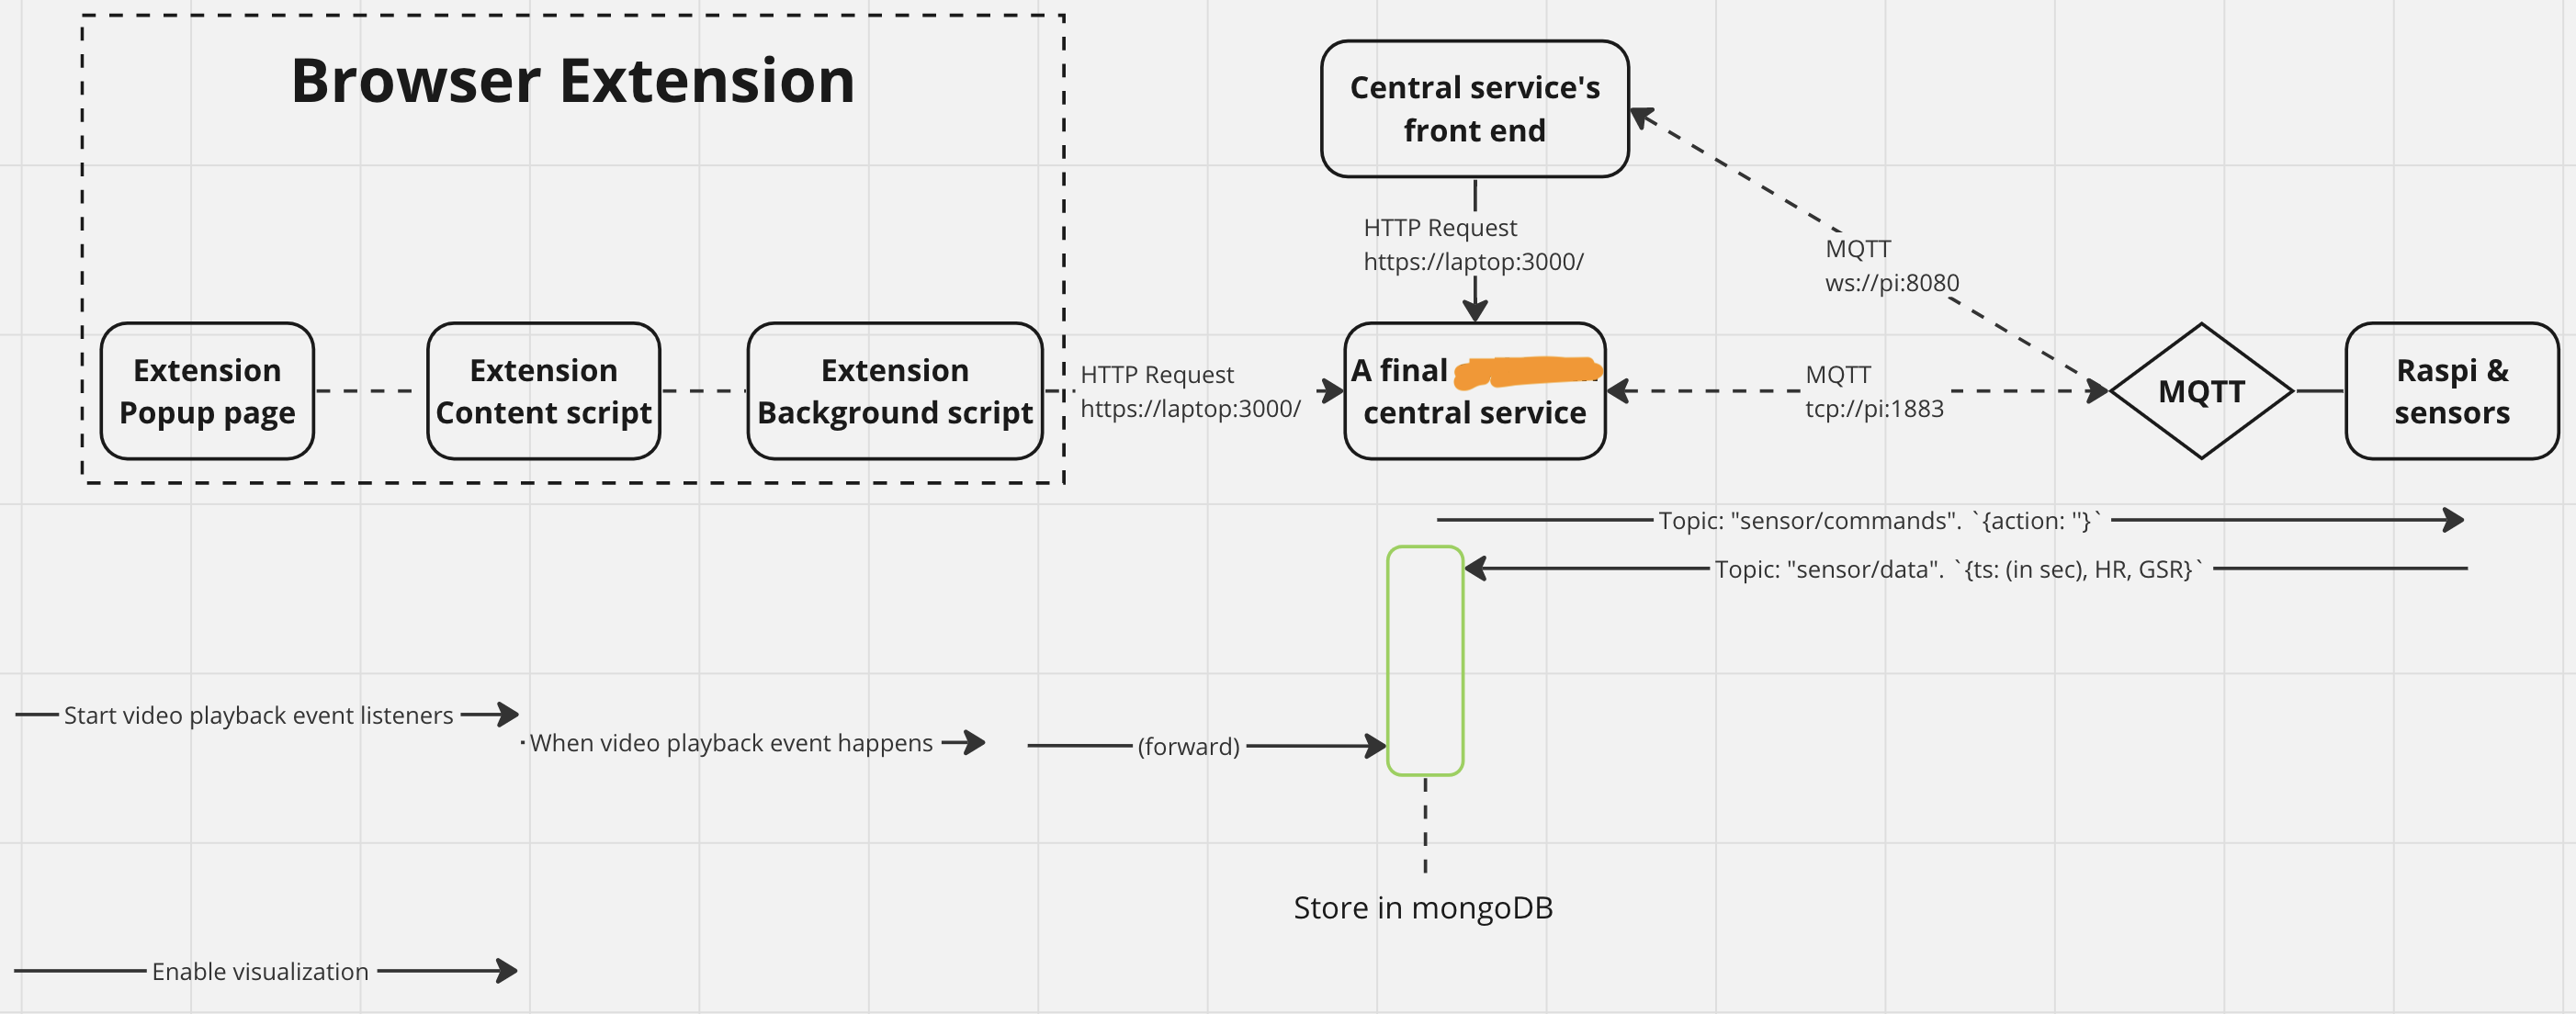 Browser Extension
Central service's
front end
HTTP Request
https://laptop:3000/
MQTT
ws://pi:8080
Extension
Popup page
Extension
Content script
Extension
Background script
HTTP Request
https://laptop:3000/
A final
central service
MQTT
tcp://pi:1883
MQTT
Raspi &
sensors
Topic: "sensor/commands". `{action: ''}`
Topic: "sensor/data". `{ts: (in sec), HR, GSR}`
Start video playback event listeners
When video playback event happens
(forward)
Store in mongoDB
Enable visualization